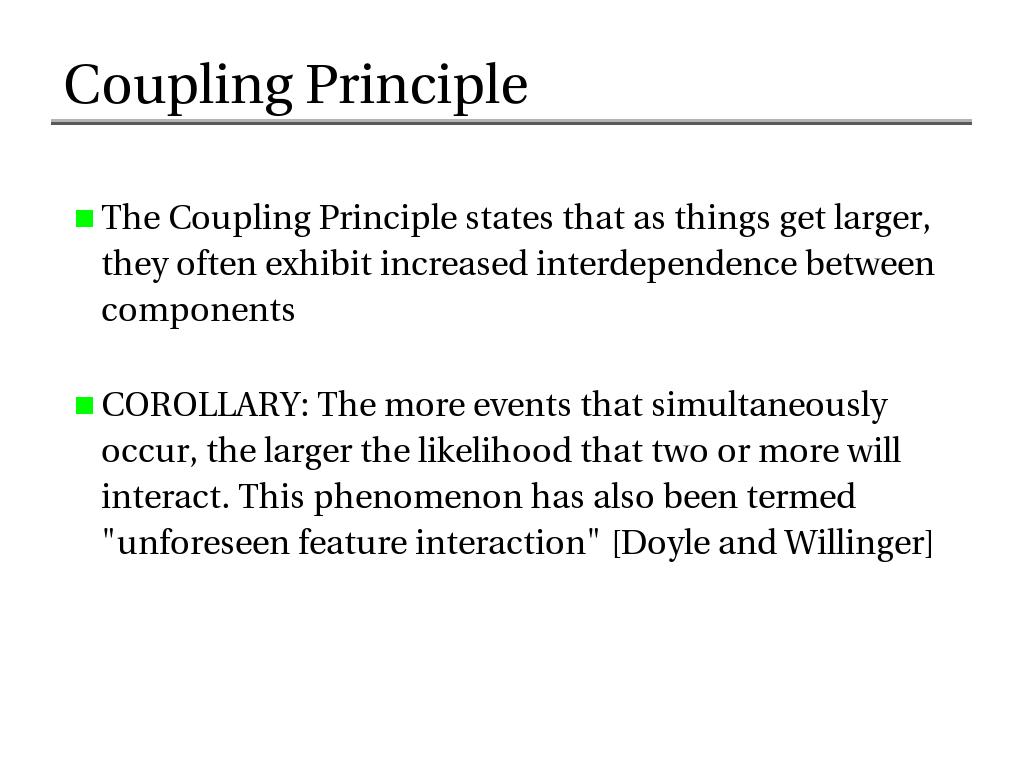 Coupling Principle
The Coupling Principle states that as things get larger,
they often exhibit increased interdependence between
components
COROLLARY: The more events that simultaneously
occur, the larger the likelihood that two or more will
interact. This phenomenon has also been termed
"unforeseen feature interaction" [Doyle and Willinger]